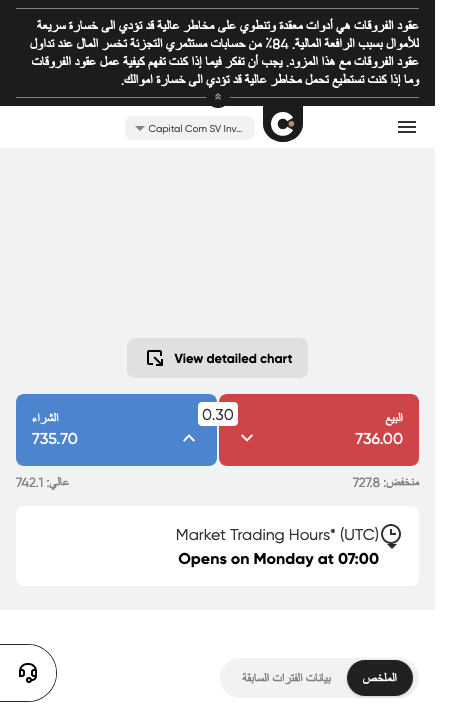 عقود الفروقات هي أدوات معقدة وتنطوي على مخاطر عالية قد تؤدي الى خسارة سريعة
للأموال بسبب الرافعة المالية. 84٪ من حسابات مستثمري التجزئة تخسر المال عند تداول
عقود الفروقات مع هذا المزود. يجب أن تفكر فيما إذا كنت تفهم كيفية عمل عقود الفروقات
وما إذا كنت تستطيع تحمل مخاطر عالية قد تؤدي الى خسارة اموالك.
Capital Com SV Inv...
View detailed chart
البيع
736.00
0.30
الشراء
735.70
منخفض: 727.8
عالي: 742.1
Market Trading Hours* (UTC)
Opens on Monday at 07:00
الملخص
بيانات الفترات السابقة